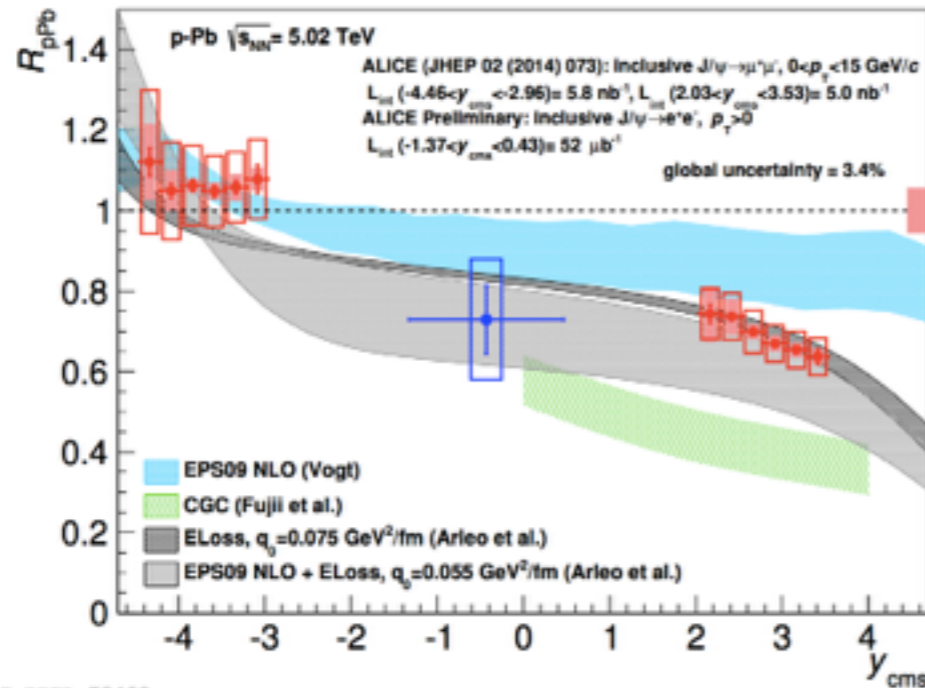 R_pPb
1.4
1.2
1
0.8
0.6
0.4
0.2
0
p-Pb √s_NN = 5.02 TeV
ALICE (JHEP 02 (2014) 073): Inclusive J/ψ→μ⁺μ⁻, 0<p_T<15 GeV/c
L_int (-4.46<y_cms<-2.96)= 5.8 nb⁻¹, L_int (2.03<y_cms<3.53)= 5.0 nb⁻¹
ALICE Preliminary: Inclusive J/ψ→e⁺e⁻, p_T>0
L_int (-1.37<y_cms<0.43)= 52 μb⁻¹
global uncertainty = 3.4%
EPS09 NLO (Vogt)
CGC (Fujii et al.)
ELoss, q_0=0.075 GeV²/fm (Arleo et al.)
EPS09 NLO + ELoss, q_0=0.055 GeV²/fm (Arleo et al.)
-4 -3 -2 -1 0 1 2 3 4
y_cms